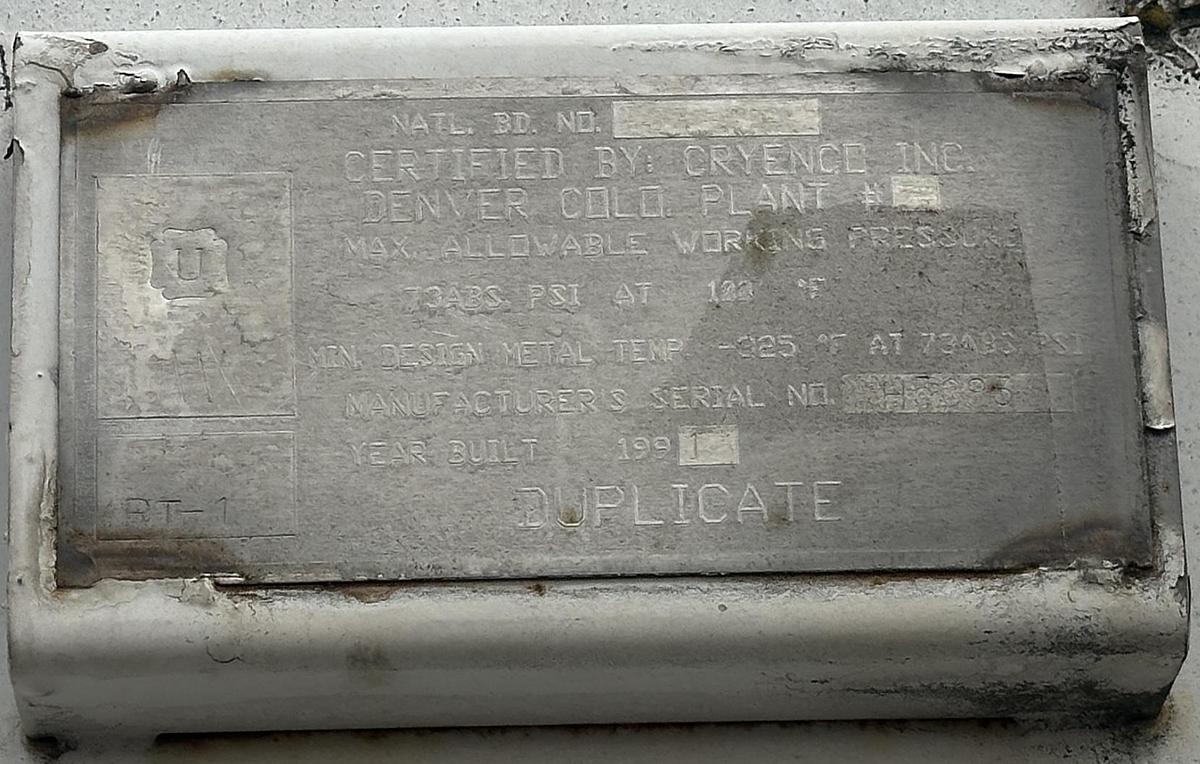 NATL. BD. NO.
CERTIFIED BY: CRYENCO INC.
DENVER COLO. PLANT #
MAX. ALLOWABLE WORKING PRESSURE
73ABS PSI AT 100 °F
MIN. DESIGN METAL TEMP. -325 °F AT 73ABS PSI
MANUFACTURER'S SERIAL NO.
YEAR BUILT 1991
DUPLICATE
U
RT-1